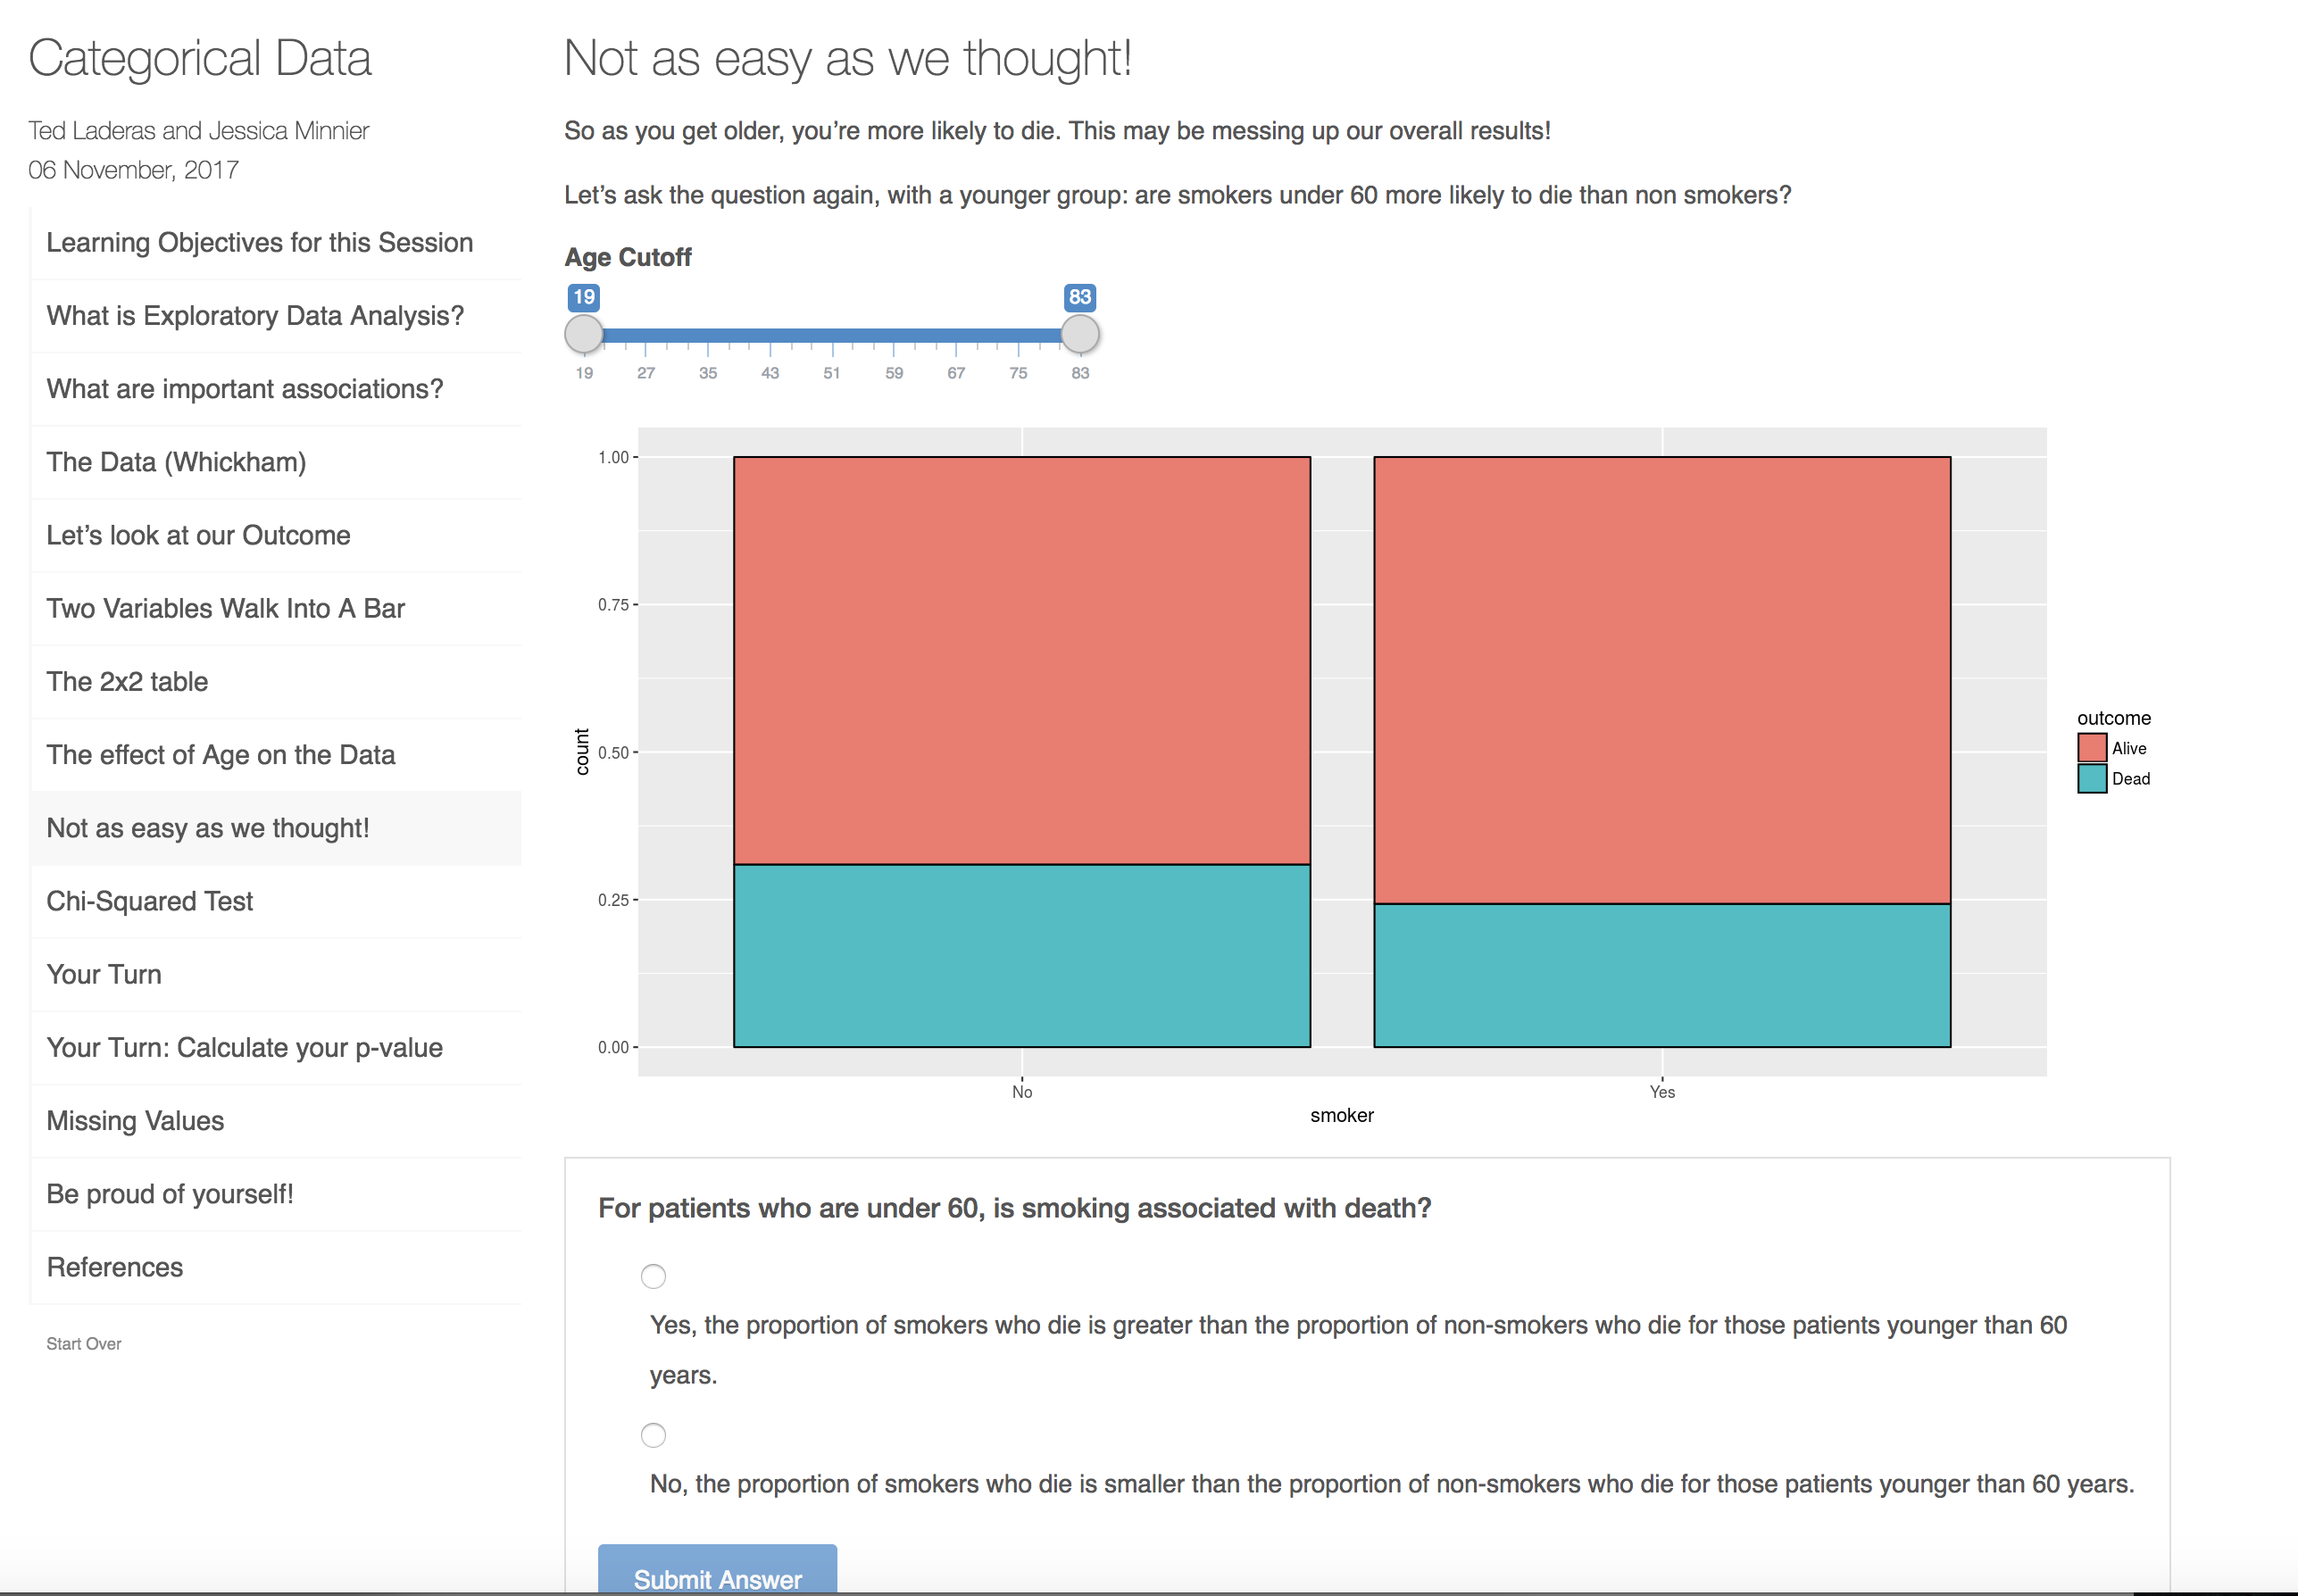 Categorical Data
Ted Laderas and Jessica Minnier
06 November, 2017
Learning Objectives for this Session
What is Exploratory Data Analysis?
What are important associations?
The Data (Whickham)
Let’s look at our Outcome
Two Variables Walk Into A Bar
The 2x2 table
The effect of Age on the Data
Not as easy as we thought!
Chi-Squared Test
Your Turn
Your Turn: Calculate your p-value
Missing Values
Be proud of yourself!
References
Start Over
Not as easy as we thought!
So as you get older, you’re more likely to die. This may be messing up our overall results!
Let’s ask the question again, with a younger group: are smokers under 60 more likely to die than non smokers?
Age Cutoff
19 83
19 27 35 43 51 59 67 75 83
1.00
0.75
0.50
0.25
0.00
count
No Yes
smoker
outcome
Alive
Dead
For patients who are under 60, is smoking associated with death?
Yes, the proportion of smokers who die is greater than the proportion of non-smokers who die for those patients younger than 60
years.
No, the proportion of smokers who die is smaller than the proportion of non-smokers who die for those patients younger than 60 years.
Submit Answer